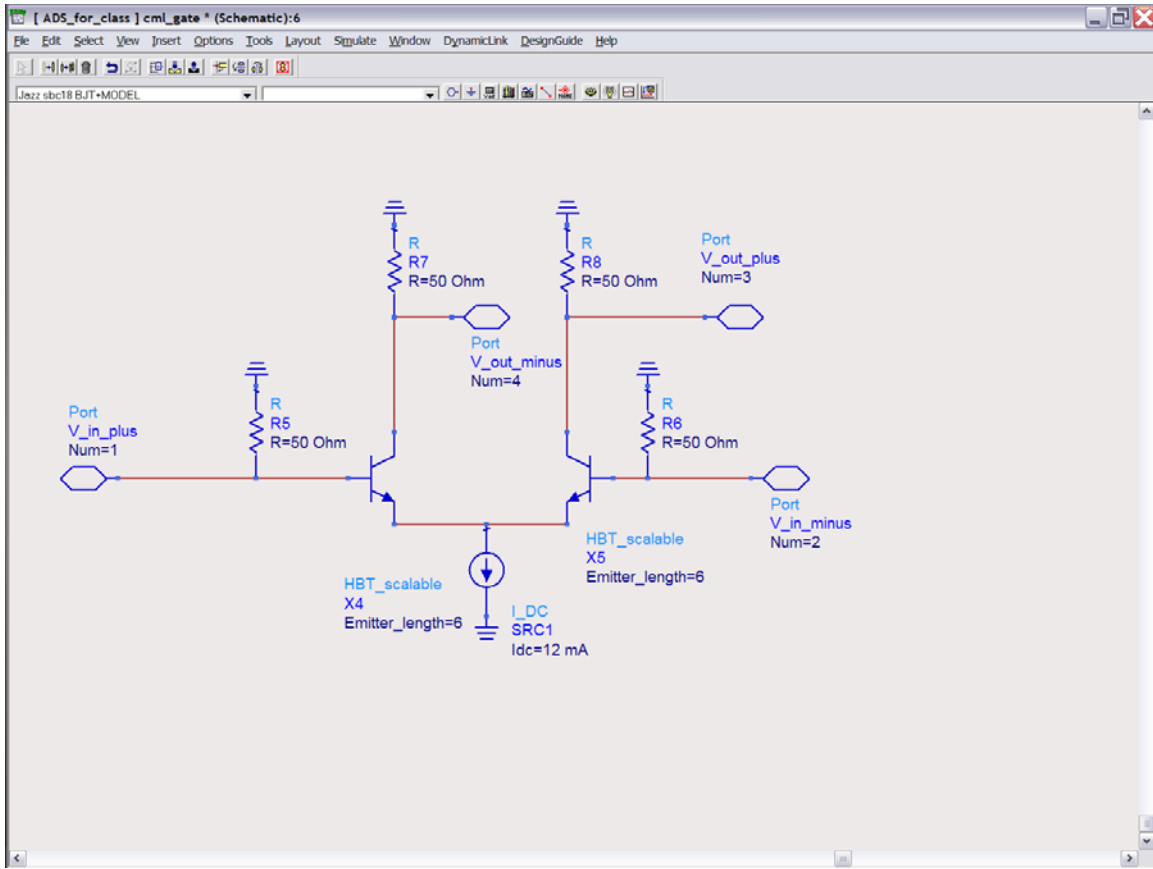 [ ADS_for_class ] cml_gate * (Schematic):6
File Edit Select View Insert Options Tools Layout Simulate Window DynamicLink DesignGuide Help
Jazz sbc18 BJT+MODEL
R
R7
R=50 Ohm
R
R8
R=50 Ohm
Port
V_out_plus
Num=3
Port
V_out_minus
Num=4
Port
V_in_plus
Num=1
R
R5
R=50 Ohm
R
R6
R=50 Ohm
Port
V_in_minus
Num=2
HBT_scalable
X5
Emitter_length=6
HBT_scalable
X4
Emitter_length=6
I_DC
SRC1
Idc=12 mA